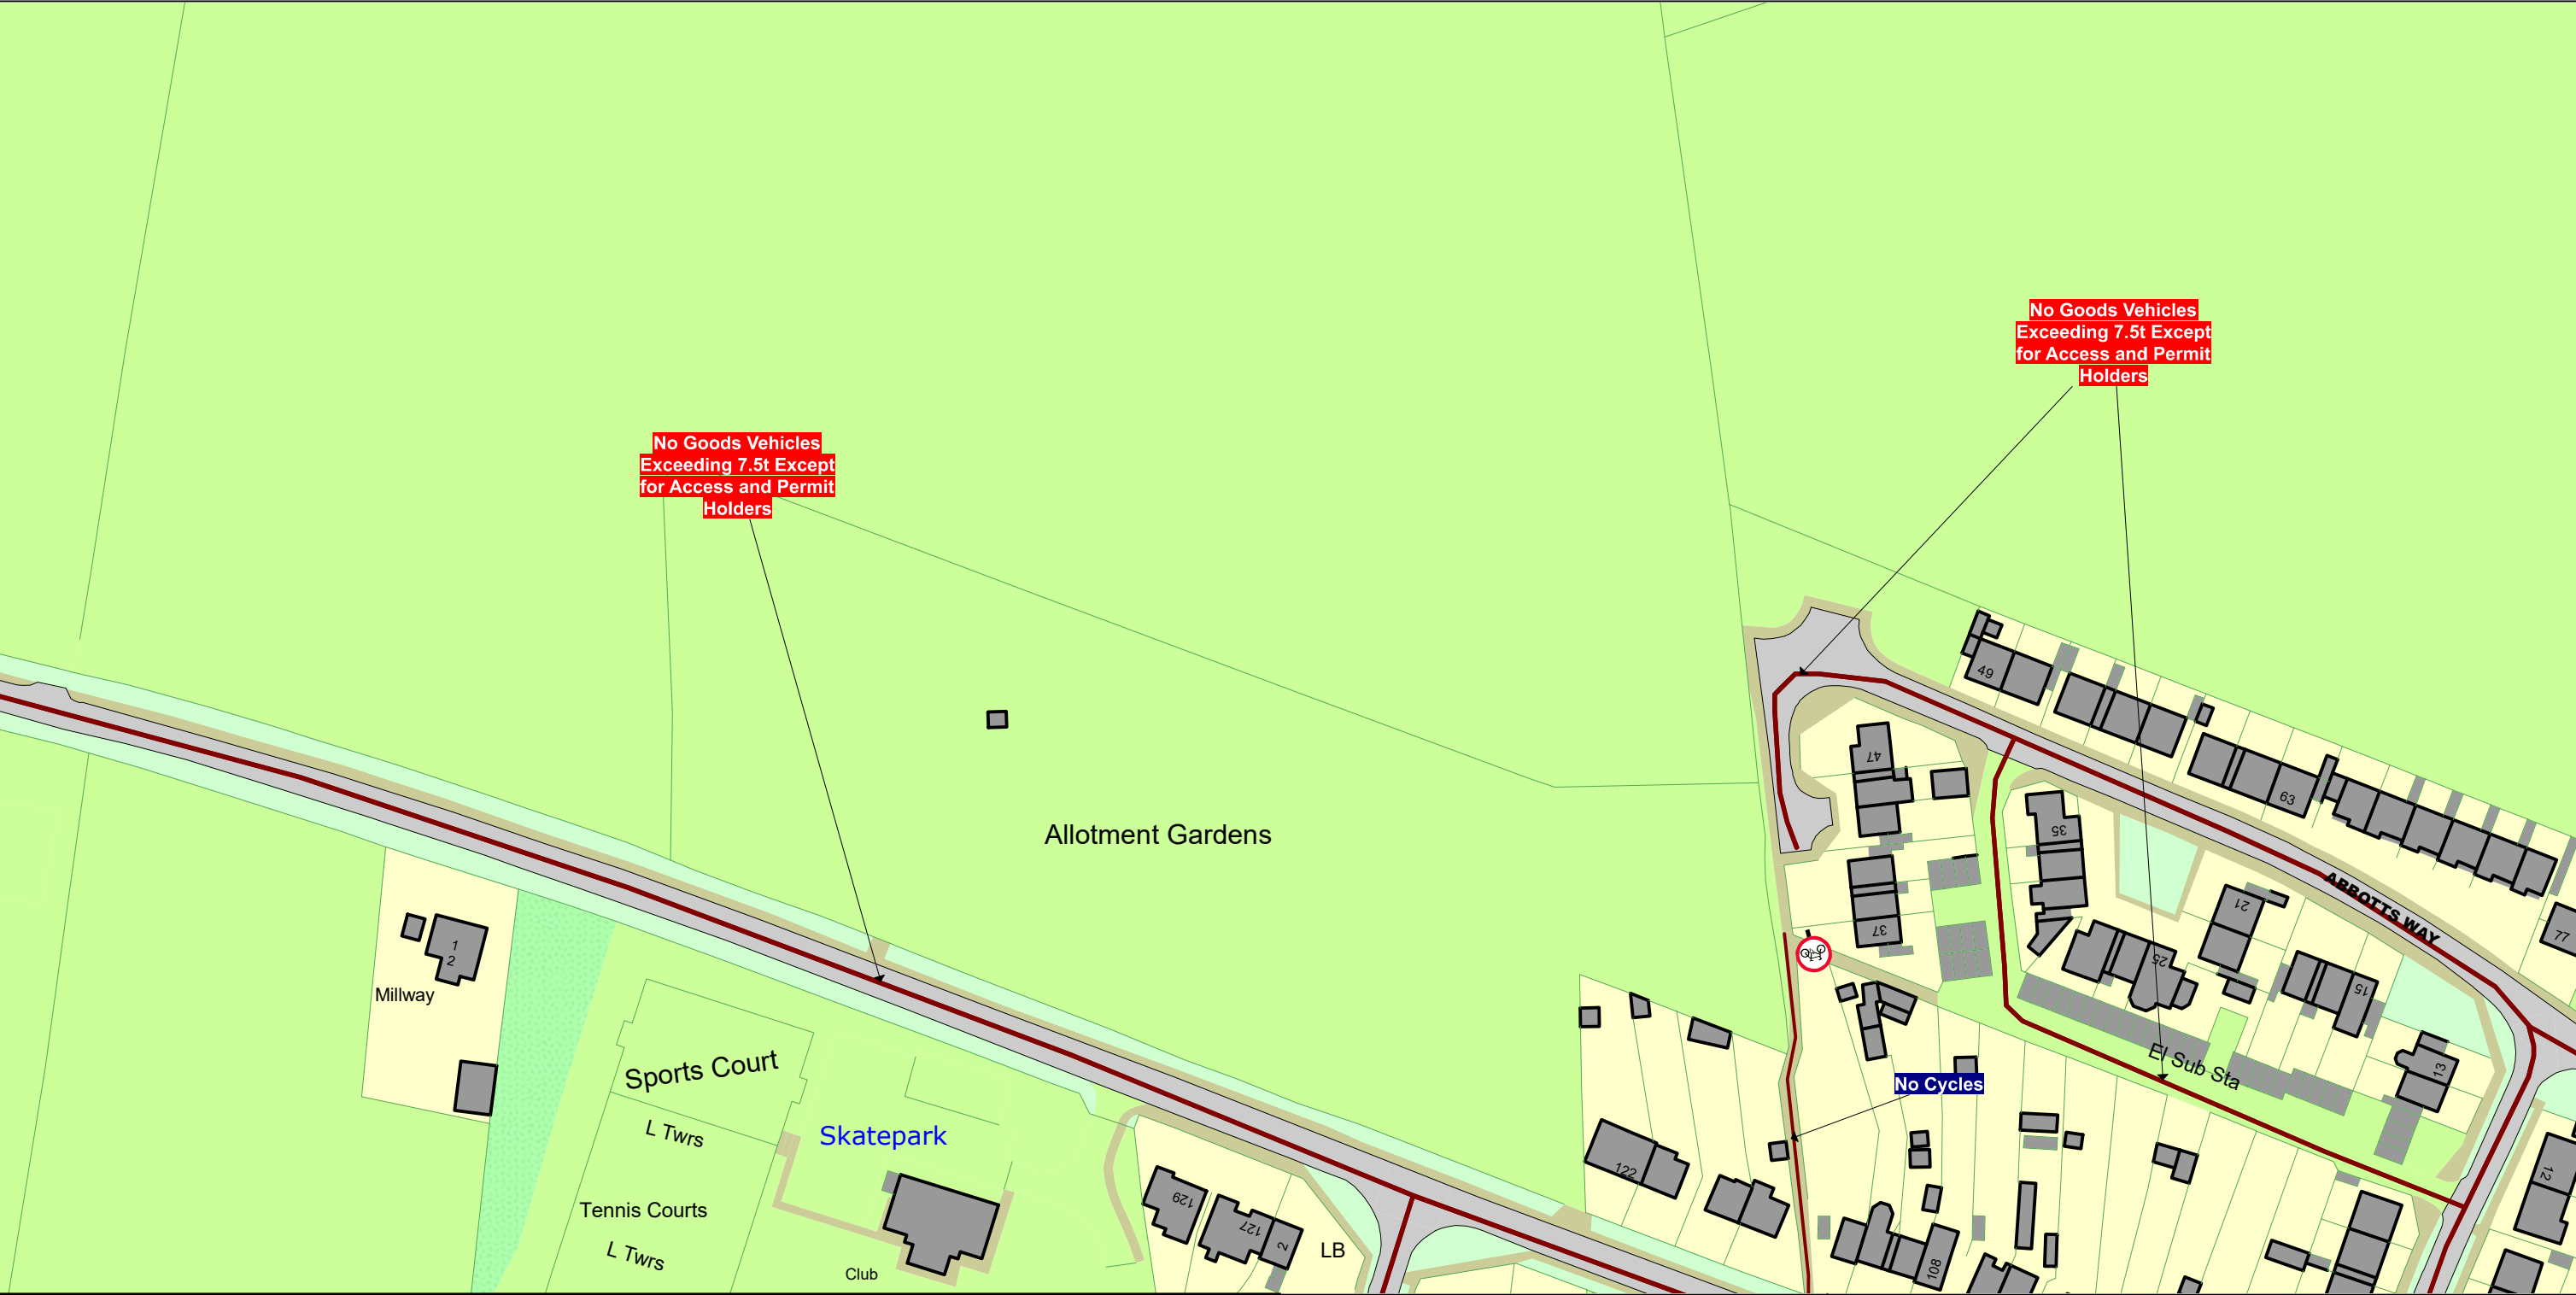 No Goods Vehicles
Exceeding 7.5t Except
for Access and Permit
Holders
No Goods Vehicles
Exceeding 7.5t Except
for Access and Permit
Holders
49
47
63
35
ABBOTTS WAY
21
77
37
25
15
13
El Sub Sta
No Cycles
Allotment Gardens
1
2
Millway
Sports Court
L Twrs
Skatepark
Tennis Courts
L Twrs
Club
129
127
2
LB
122
108
12